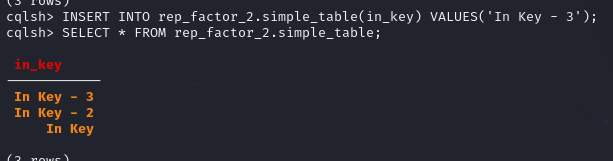 (3 rows)
cqlsh> INSERT INTO rep_factor_2.simple_table(in_key) VALUES('In Key - 3');
cqlsh> SELECT * FROM rep_factor_2.simple_table;
in_key
In Key - 3
In Key - 2
In Key
(3 rows)